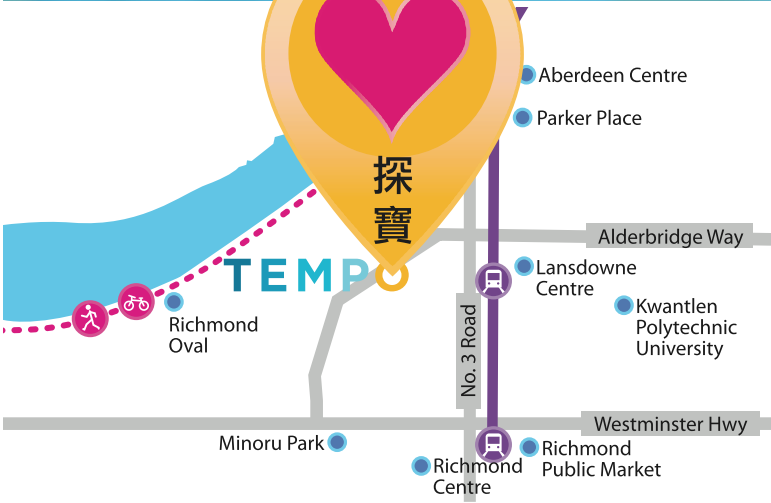 Aberdeen Centre
Parker Place
探
寶
Alderbridge Way
TEMPO
Lansdowne
Centre
Kwantlen
Polytechnic
University
Richmond
Oval
No. 3 Road
Westminster Hwy
Minoru Park
Richmond
Public Market
Richmond
Centre